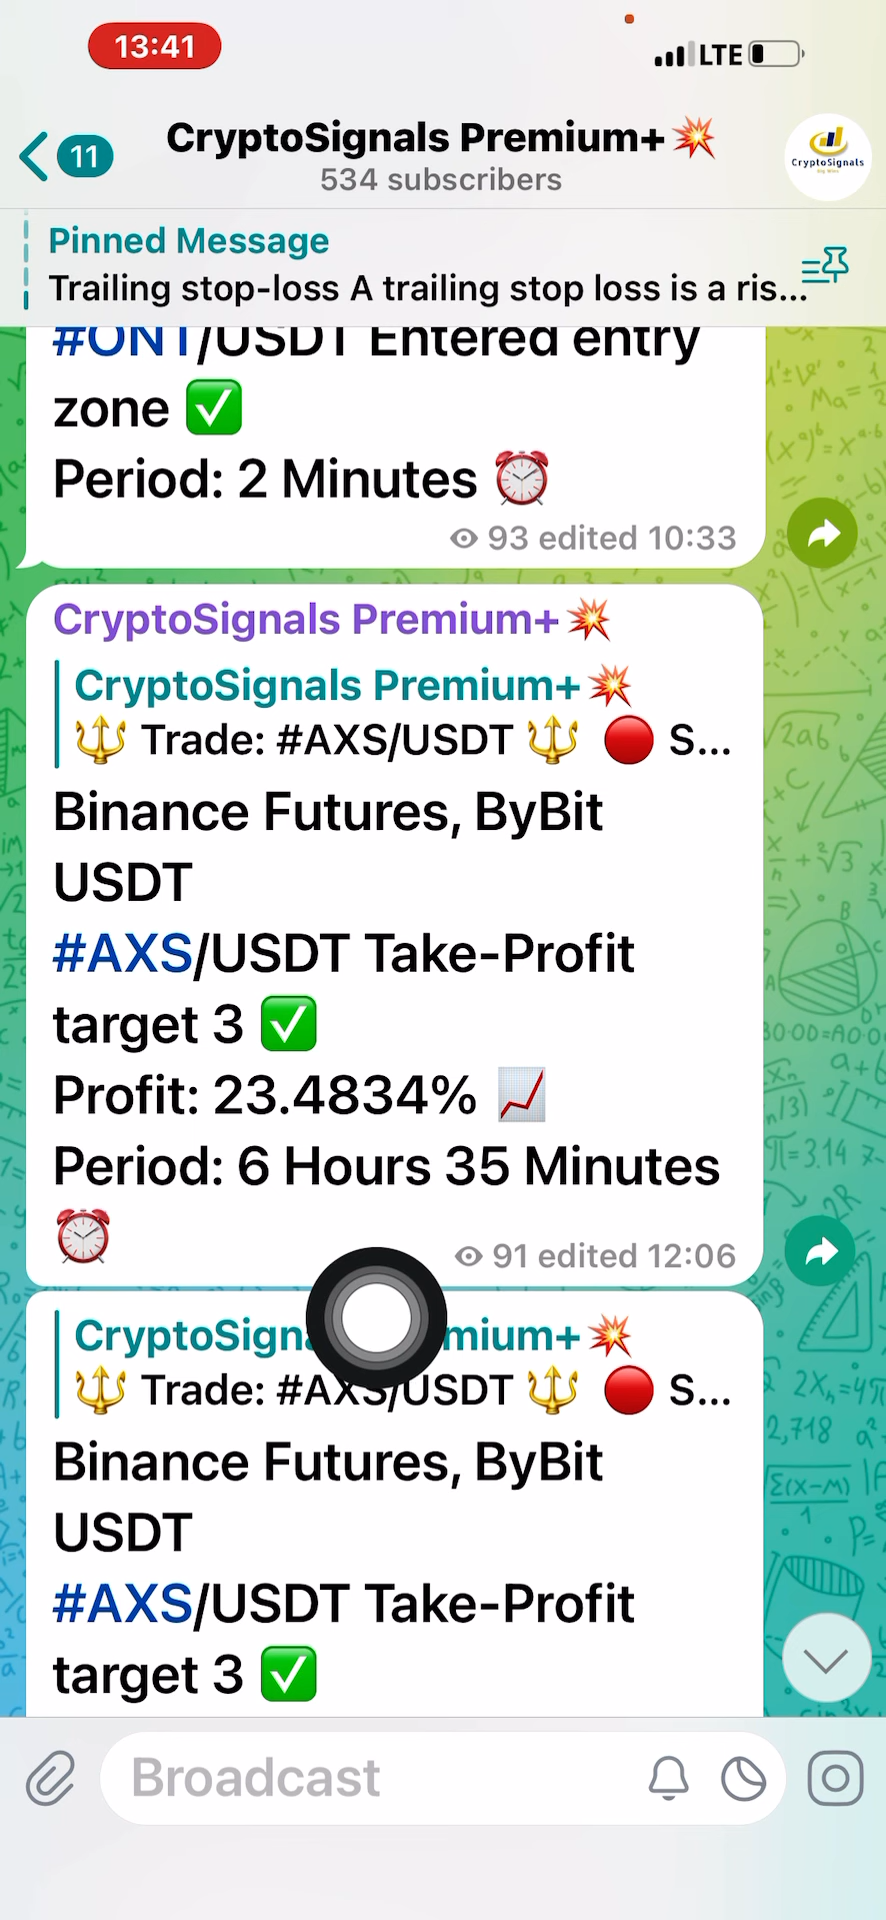 13:41
LTE
11
CryptoSignals Premium+
534 subscribers
CryptoSignals
Pinned Message
Trailing stop-loss A trailing stop loss is a ris...
#ONT/USDT Entered entry
zone ✅
Period: 2 Minutes ⏰
93 edited 10:33
CryptoSignals Premium+💥
CryptoSignals Premium+💥
🔱 Trade: #AXS/USDT 🔱 🔴 S...
Binance Futures, ByBit
USDT
#AXS/USDT Take-Profit
target 3 ✅
Profit: 23.4834% 📈
Period: 6 Hours 35 Minutes
⏰
91 edited 12:06
🔱 Trade: #AXS/USDT 🔱 🔴 S...
Binance Futures, ByBit
USDT
#AXS/USDT Take-Profit
target 3 ✅
Broadcast